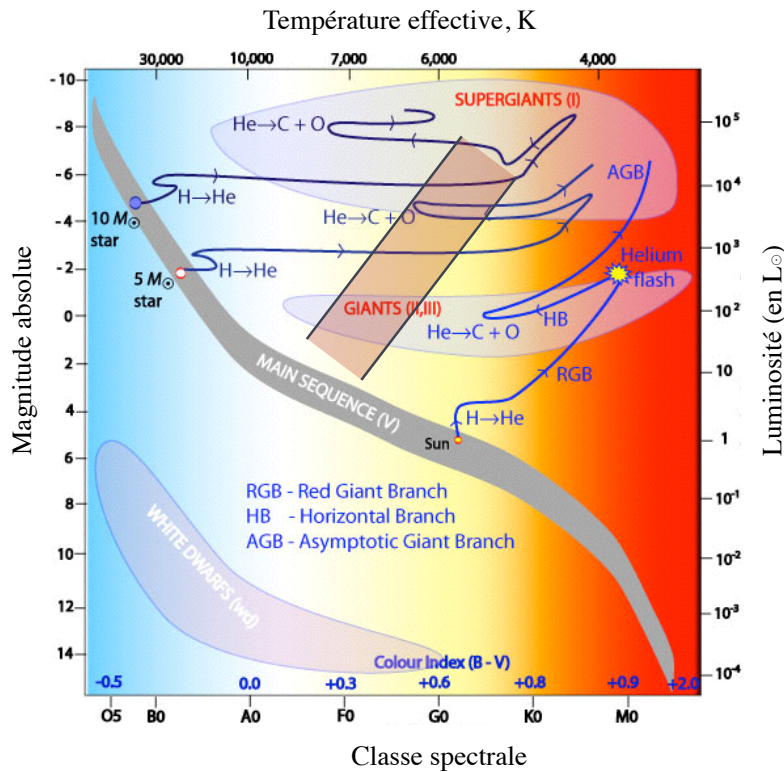 Température effective, K
30,000 10,000 7,000 6,000 4,000
Magnitude absolue
-10
-8
-6
-4
-2
0
2
4
6
8
10
12
14
Luminosité (en L☉)
10⁵
10⁴
10³
10²
10
1
10⁻¹
10⁻²
10⁻³
10⁻⁴
SUPERGIANTS (I)
He→C + O
AGB
H→He
10 M☉
star
He→C + O
5 M☉
star
H→He
Helium
flash
GIANTS (II,III)
HB
He→C + O
MAIN SEQUENCE (V)
RGB
H→He
Sun
RGB - Red Giant Branch
HB - Horizontal Branch
AGB - Asymptotic Giant Branch
WHITE DWARFS (wd)
Colour Index (B - V)
-0.5 0.0 +0.3 +0.6 +0.8 +0.9 +2.0
O5 B0 A0 F0 G0 K0 M0
Classe spectrale